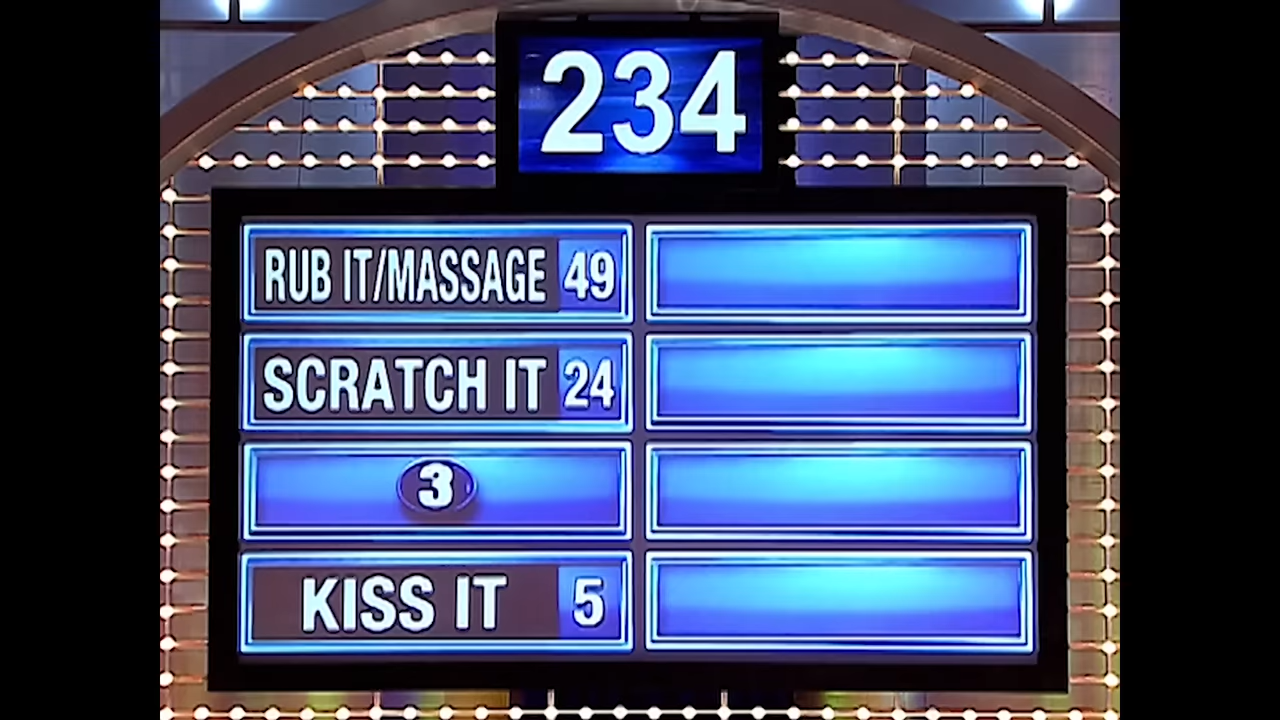 234
RUB IT/MASSAGE 49
SCRATCH IT 24
3
KISS IT 5